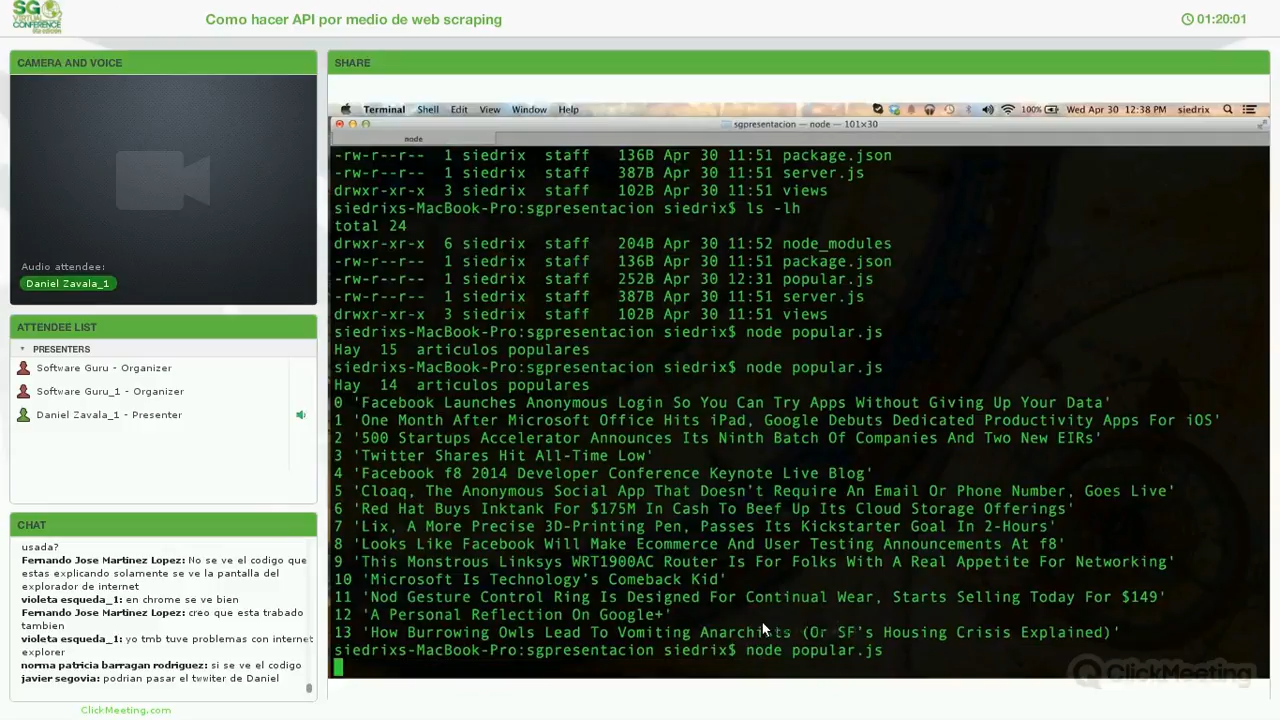 SG
VIRTUAL
CONFERENCE
Como hacer API por medio de web scraping
01:20:01
CAMERA AND VOICE
Audio attendee:
Daniel Zavala_1
ATTENDEE LIST
PRESENTERS
Software Guru - Organizer
Software Guru_1 - Organizer
Daniel Zavala_1 - Presenter
CHAT
usada?
Fernando Jose Martinez Lopez: No se ve el codigo que
estas explicando solamente se ve la pantalla del
explorador de internet
violeta esqueda_1: en chrome se ve bien
Fernando Jose Martinez Lopez: creo que esta trabado
tambien
violeta esqueda_1: yo tmb tuve problemas con internet
explorer
norma patricia barragan rodriguez: si se ve el codigo
javier segovia: podrian pasar el twwiter de Daniel
ClickMeeting.com
SHARE
Terminal Shell Edit View Window Help 100% Wed Apr 30 12:38 PM siedrix
sgpresentacion — node — 101×30
node
-rw-r--r-- 1 siedrix staff 136B Apr 30 11:51 package.json
-rw-r--r-- 1 siedrix staff 387B Apr 30 11:51 server.js
drwxr-xr-x 3 siedrix staff 102B Apr 30 11:51 views
siedrixs-MacBook-Pro:sgpresentacion siedrix$ ls -lh
total 24
drwxr-xr-x 6 siedrix staff 204B Apr 30 11:52 node_modules
-rw-r--r-- 1 siedrix staff 136B Apr 30 11:51 package.json
-rw-r--r-- 1 siedrix staff 252B Apr 30 12:31 popular.js
-rw-r--r-- 1 siedrix staff 387B Apr 30 11:51 server.js
drwxr-xr-x 3 siedrix staff 102B Apr 30 11:51 views
siedrixs-MacBook-Pro:sgpresentacion siedrix$ node popular.js
Hay 15 articulos populares
siedrixs-MacBook-Pro:sgpresentacion siedrix$ node popular.js
Hay 14 articulos populares
0 'Facebook Launches Anonymous Login So You Can Try Apps Without Giving Up Your Data'
1 'One Month After Microsoft Office Hits iPad, Google Debuts Dedicated Productivity Apps For iOS'
2 '500 Startups Accelerator Announces Its Ninth Batch Of Companies And Two New EIRs'
3 'Twitter Shares Hit All-Time Low'
4 'Facebook f8 2014 Developer Conference Keynote Live Blog'
5 'Cloaq, The Anonymous Social App That Doesn’t Require An Email Or Phone Number, Goes Live'
6 'Red Hat Buys Inktank For $175M In Cash To Beef Up Its Cloud Storage Offerings'
7 'Lix, A More Precise 3D-Printing Pen, Passes Its Kickstarter Goal In 2-Hours'
8 'Looks Like Facebook Will Make Ecommerce And User Testing Announcements At f8'
9 'This Monstrous Linksys WRT1900AC Router Is For Folks With A Real Appetite For Networking'
10 'Microsoft Is Technology’s Comeback Kid'
11 'Nod Gesture Control Ring Is Designed For Continual Wear, Starts Selling Today For $149'
12 'A Personal Reflection On Google+'
13 'How Burrowing Owls Lead To Vomiting Anarchists (Or SF’s Housing Crisis Explained)'
siedrixs-MacBook-Pro:sgpresentacion siedrix$ node popular.js
ClickMeeting